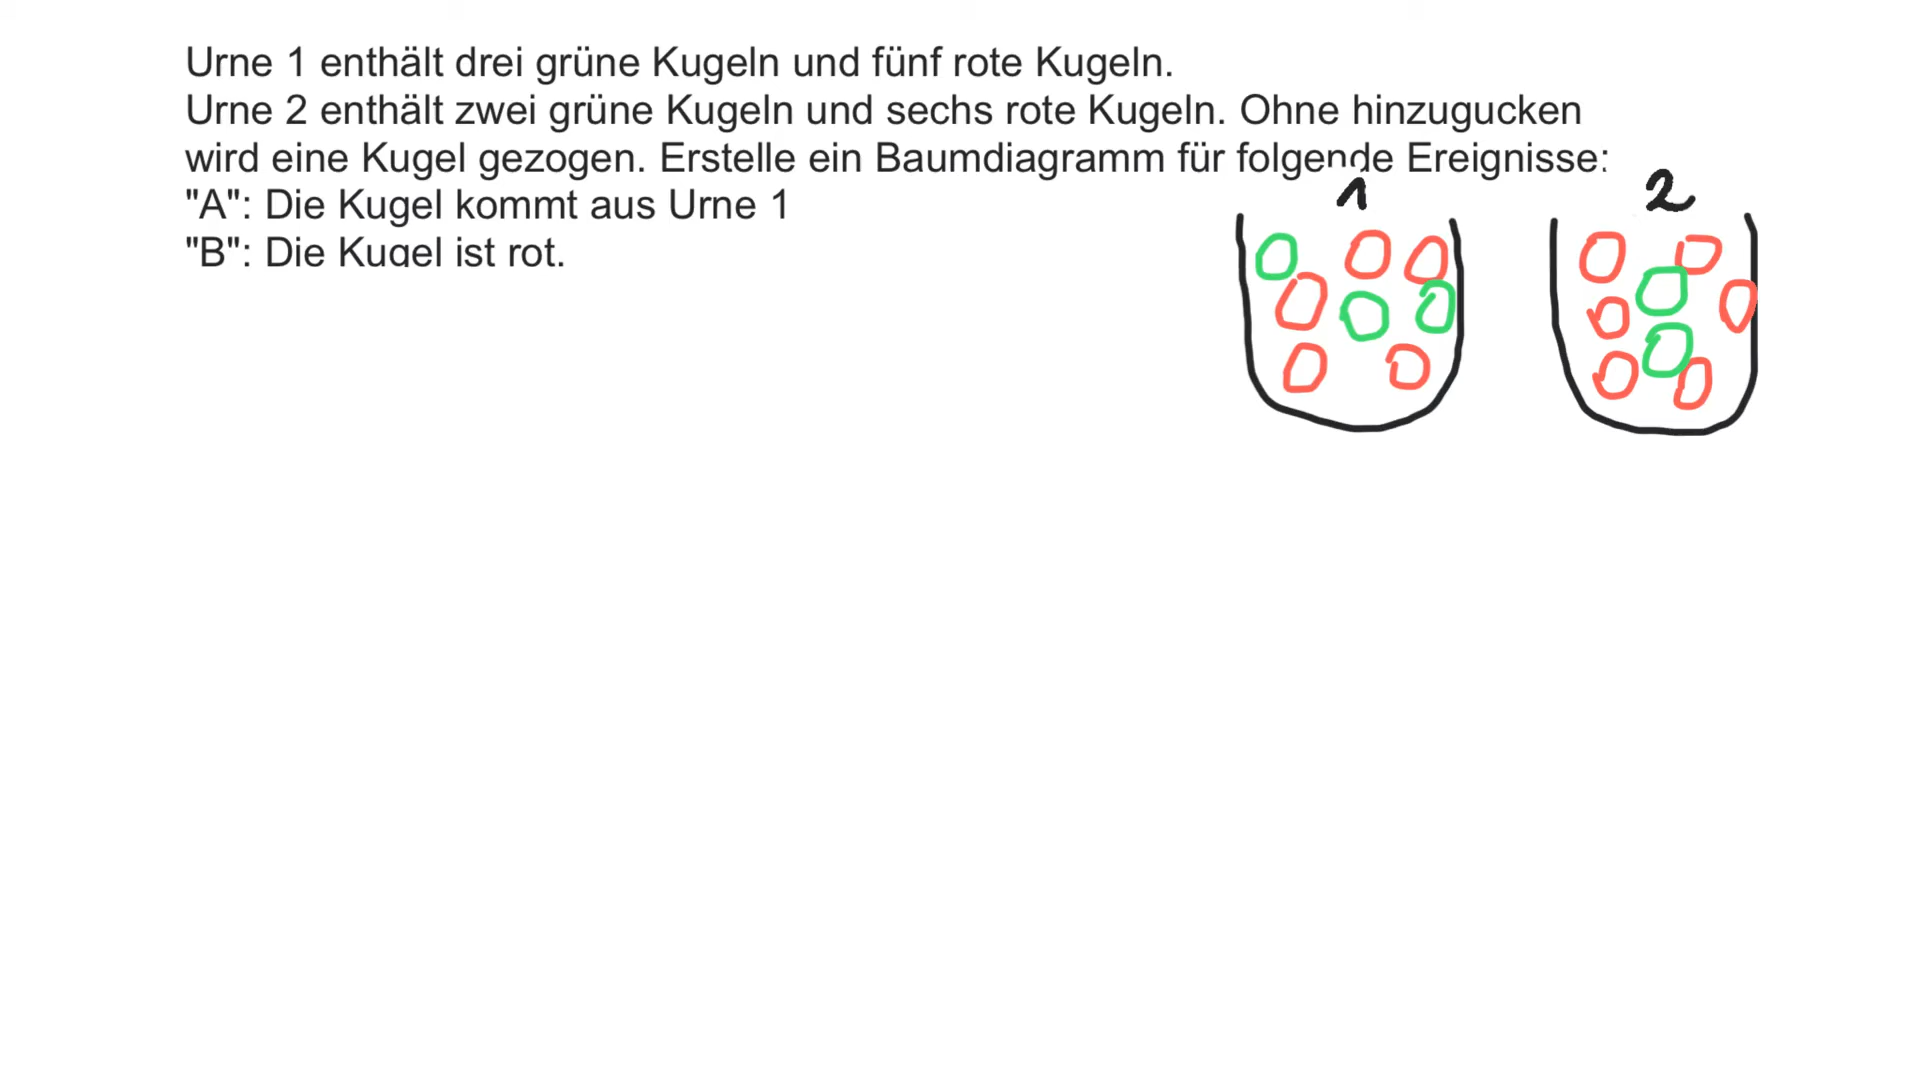 Urne 1 enthält drei grüne Kugeln und fünf rote Kugeln.
Urne 2 enthält zwei grüne Kugeln und sechs rote Kugeln. Ohne hinzugucken
wird eine Kugel gezogen. Erstelle ein Baumdiagramm für folgende Ereignisse:
"A": Die Kugel kommt aus Urne 1
"B": Die Kugel ist rot.
1 2